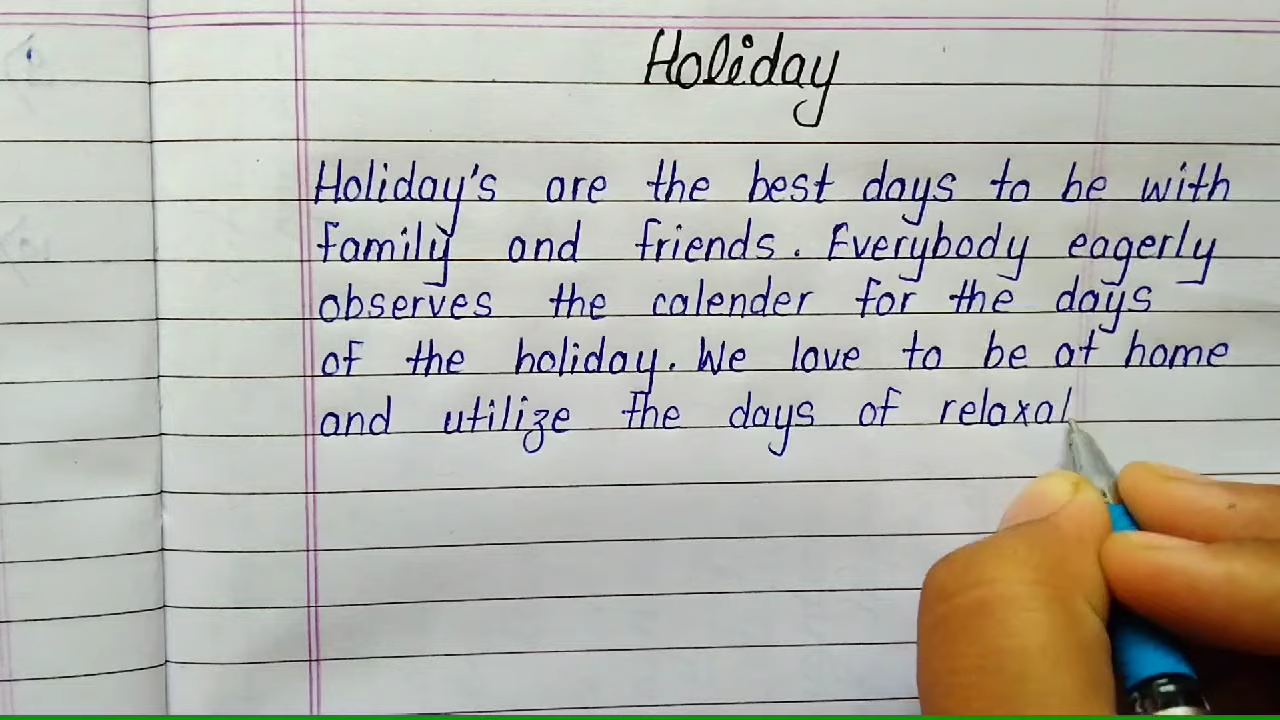 Holiday
Holiday's are the best days to be with
family and friends. Everybody eagerly
observes the calender for the days
of the holiday. We love to be at home
and utilize the days of relaxal